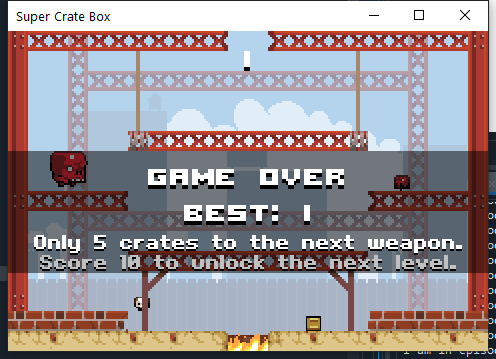 Super Crate Box
1
GAME OVER
BEST: 1
Only 5 crates to the next weapon.
Score 10 to unlock the next level.